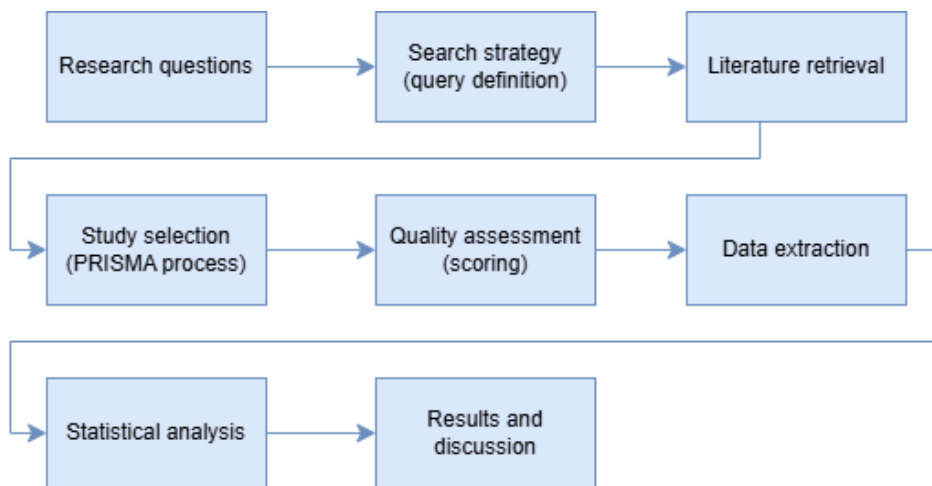 Research questions
Search strategy
(query definition)
Literature retrieval
Study selection
(PRISMA process)
Quality assessment
(scoring)
Data extraction
Statistical analysis
Results and
discussion